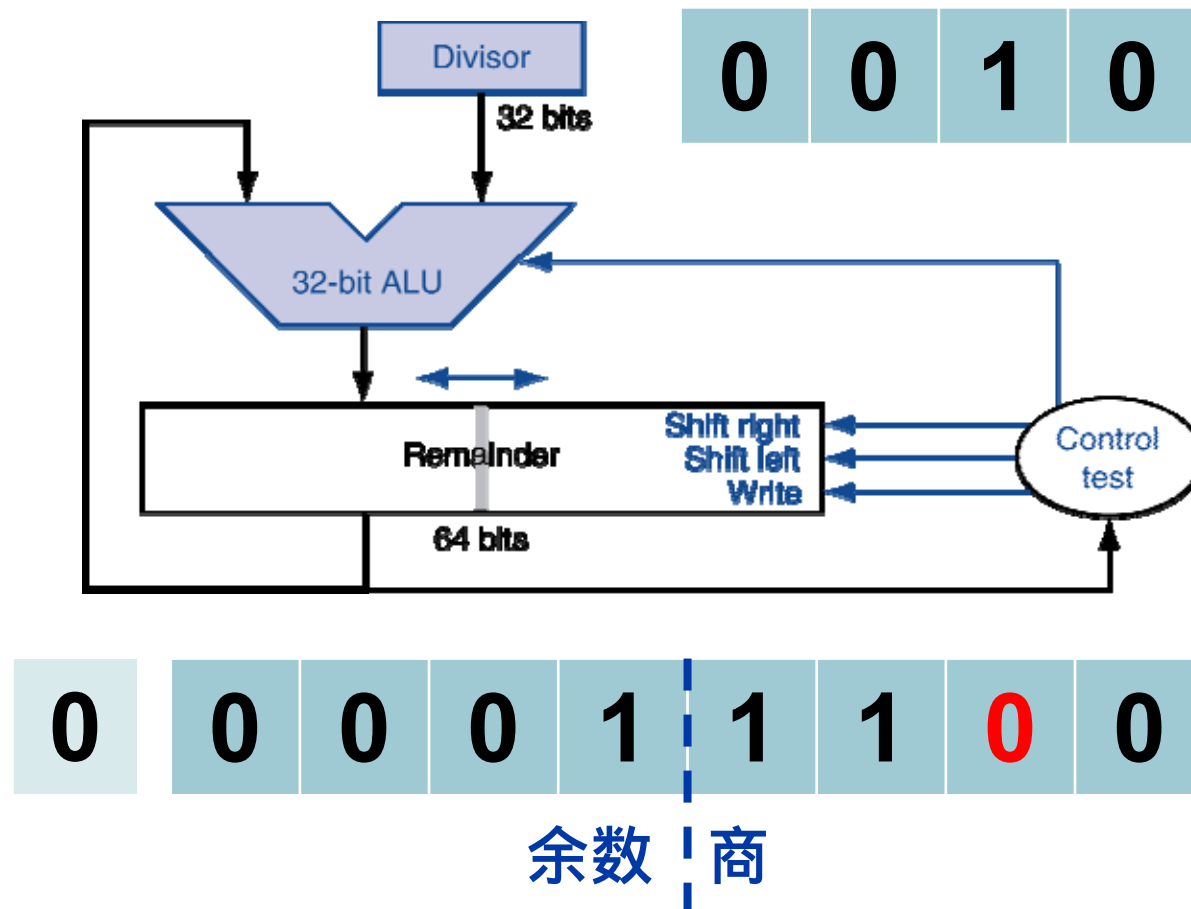 Divisor
0 0 1 0
32 bits
32-bit ALU
Remainder
Shift right
Shift left
Write
Control
test
64 bits
0 0 0 0 1 1 1 0 0
余数 商